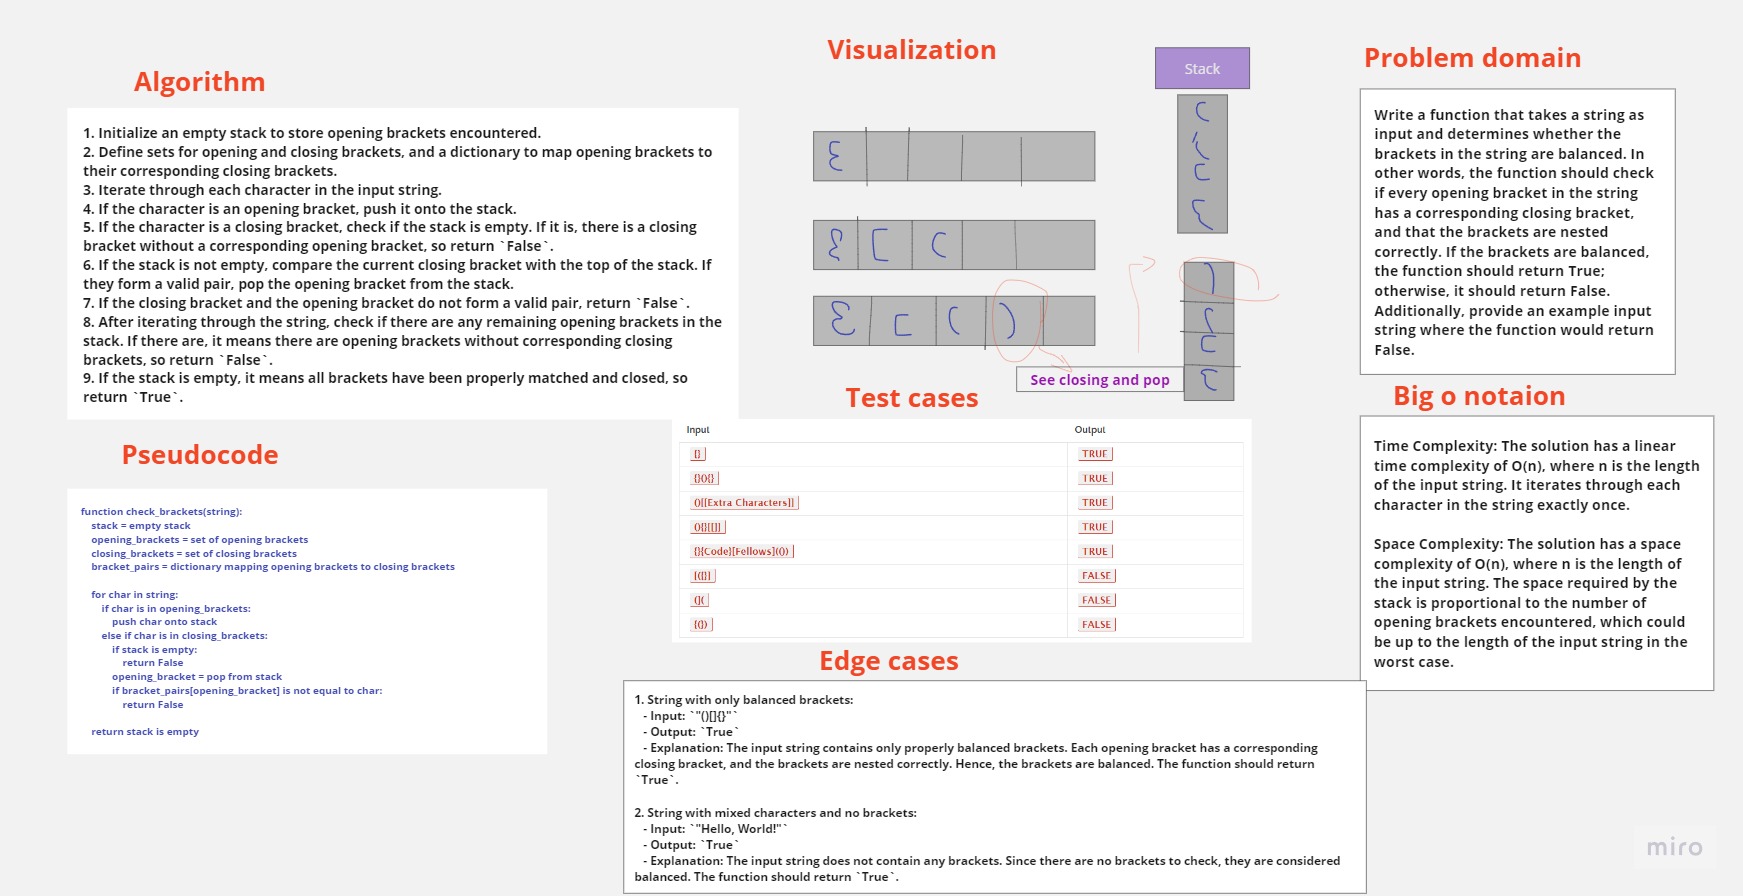 Algorithm
1. Initialize an empty stack to store opening brackets encountered.
2. Define sets for opening and closing brackets, and a dictionary to map opening brackets to
their corresponding closing brackets.
3. Iterate through each character in the input string.
4. If the character is an opening bracket, push it onto the stack.
5. If the character is a closing bracket, check if the stack is empty. If it is, there is a closing
bracket without a corresponding opening bracket, so return `False`.
6. If the stack is not empty, compare the current closing bracket with the top of the stack. If
they form a valid pair, pop the opening bracket from the stack.
7. If the closing bracket and the opening bracket do not form a valid pair, return `False`.
8. After iterating through the string, check if there are any remaining opening brackets in the
stack. If there are, it means there are opening brackets without corresponding closing
brackets, so return `False`.
9. If the stack is empty, it means all brackets have been properly matched and closed, so
return `True`.
Pseudocode
function check_brackets(string):
stack = empty stack
opening_brackets = set of opening brackets
closing_brackets = set of closing brackets
bracket_pairs = dictionary mapping opening brackets to closing brackets
for char in string:
if char is in opening_brackets:
push char onto stack
else if char is in closing_brackets:
if stack is empty:
return False
opening_bracket = pop from stack
if bracket_pairs[opening_bracket] is not equal to char:
return False
return stack is empty
Visualization
Stack
{
{ [ (
{ [ ( )
See closing and pop
Test cases
Input Output
{} TRUE
{}(){} TRUE
()[[Extra Characters]] TRUE
(){}[[]] TRUE
{}{Code}[Fellows](()) TRUE
[({}] FALSE
(]( FALSE
{(}) FALSE
Edge cases
1. String with only balanced brackets:
- Input: `"()[]{}"`
- Output: `True`
- Explanation: The input string contains only properly balanced brackets. Each opening bracket has a corresponding
closing bracket, and the brackets are nested correctly. Hence, the brackets are balanced. The function should return
`True`.
2. String with mixed characters and no brackets:
- Input: `"Hello, World!"`
- Output: `True`
- Explanation: The input string does not contain any brackets. Since there are no brackets to check, they are considered
balanced. The function should return `True`.
Problem domain
Write a function that takes a string as
input and determines whether the
brackets in the string are balanced. In
other words, the function should check
if every opening bracket in the string
has a corresponding closing bracket,
and that the brackets are nested
correctly. If the brackets are balanced,
the function should return True;
otherwise, it should return False.
Additionally, provide an example input
string where the function would return
False.
Big o notaion
Time Complexity: The solution has a linear
time complexity of O(n), where n is the length
of the input string. It iterates through each
character in the string exactly once.
Space Complexity: The solution has a space
complexity of O(n), where n is the length of
the input string. The space required by the
stack is proportional to the number of
opening brackets encountered, which could
be up to the length of the input string in the
worst case.
miro